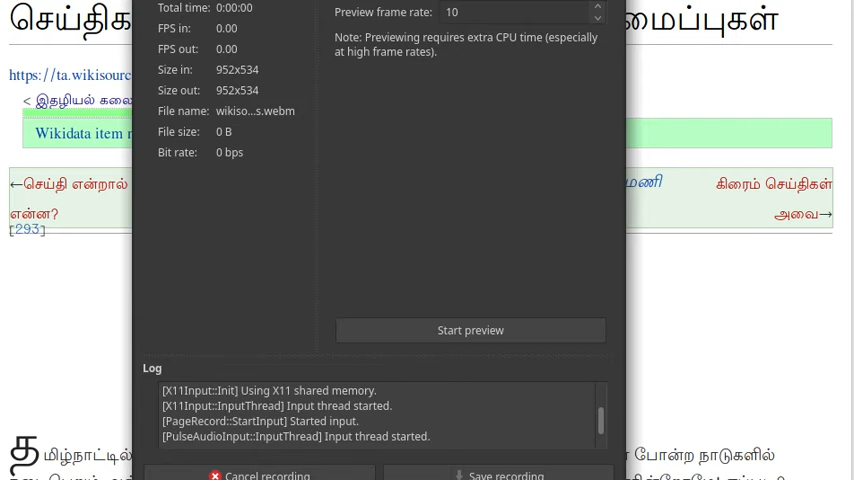 செய்திக
மைப்புகள்
https://ta.wikisourc
< இதழியல் கலை
Wikidata item
←செய்தி என்றால்
என்ன?
[293]
மணி
கிரைம் செய்திகள்
அவை→
Total time: 0:00:00
FPS in: 0.00
FPS out: 0.00
Size in: 952x534
Size out: 952x534
File name: wikiso...s.webm
File size: 0 B
Bit rate: 0 bps
Preview frame rate: 10
Note: Previewing requires extra CPU time (especially
at high frame rates).
Start preview
Log
[X11Input::Init] Using X11 shared memory.
[X11Input::InputThread] Input thread started.
[PageRecord::StartInput] Started input.
[PulseAudioInput::InputThread] Input thread started.
Cancel recording
Save recording
தமிழ்நாட்டில்
போன்ற நாடுகளில்